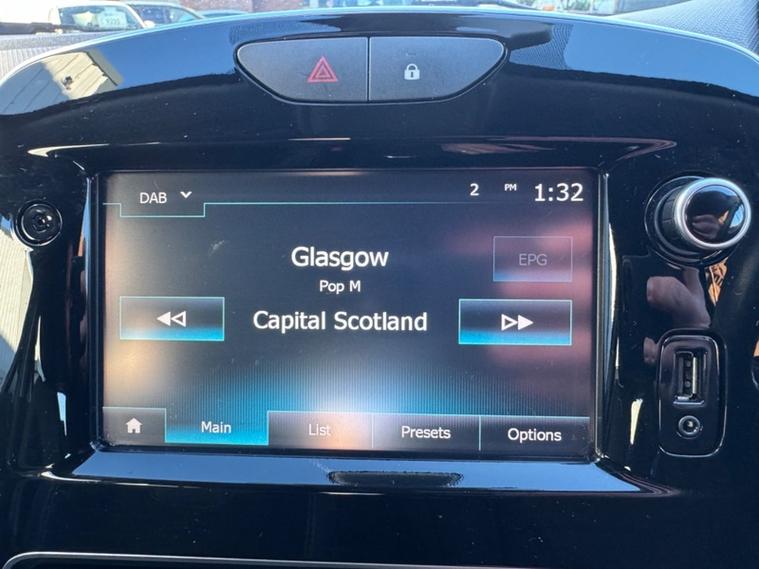 DAB 2 PM 1:32
Glasgow
EPG
Pop M
Capital Scotland
Main List Presets Options